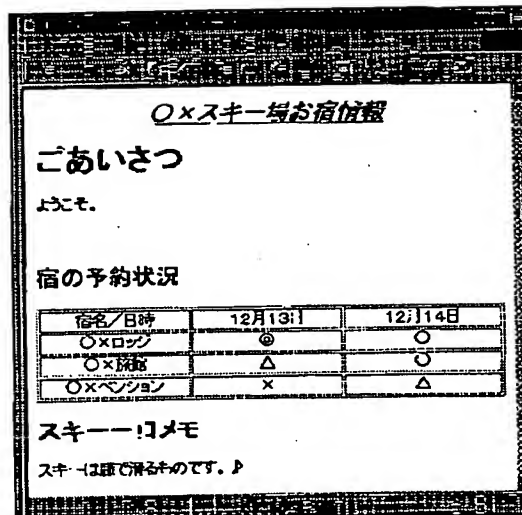 ○×スキー場お宿情報
ごあいさつ
ようこそ。
宿の予約状況
宿名／日時 12月13日 12月14日
○×ロッジ ◎ ○
○×旅館 △ ○
○×ペンション × △
スキー一口メモ
スキーは that で滑るものです。♪